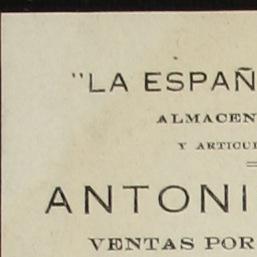 "LA ESPAÑ
ALMACEN
Y ARTICU
ANTONI
VENTAS POR